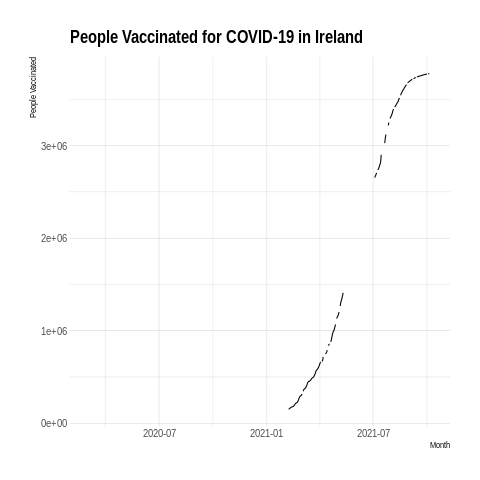 People Vaccinated for COVID-19 in Ireland
People Vaccinated
3e+06
2e+06
1e+06
0e+00
2020-07 2021-01 2021-07
Month